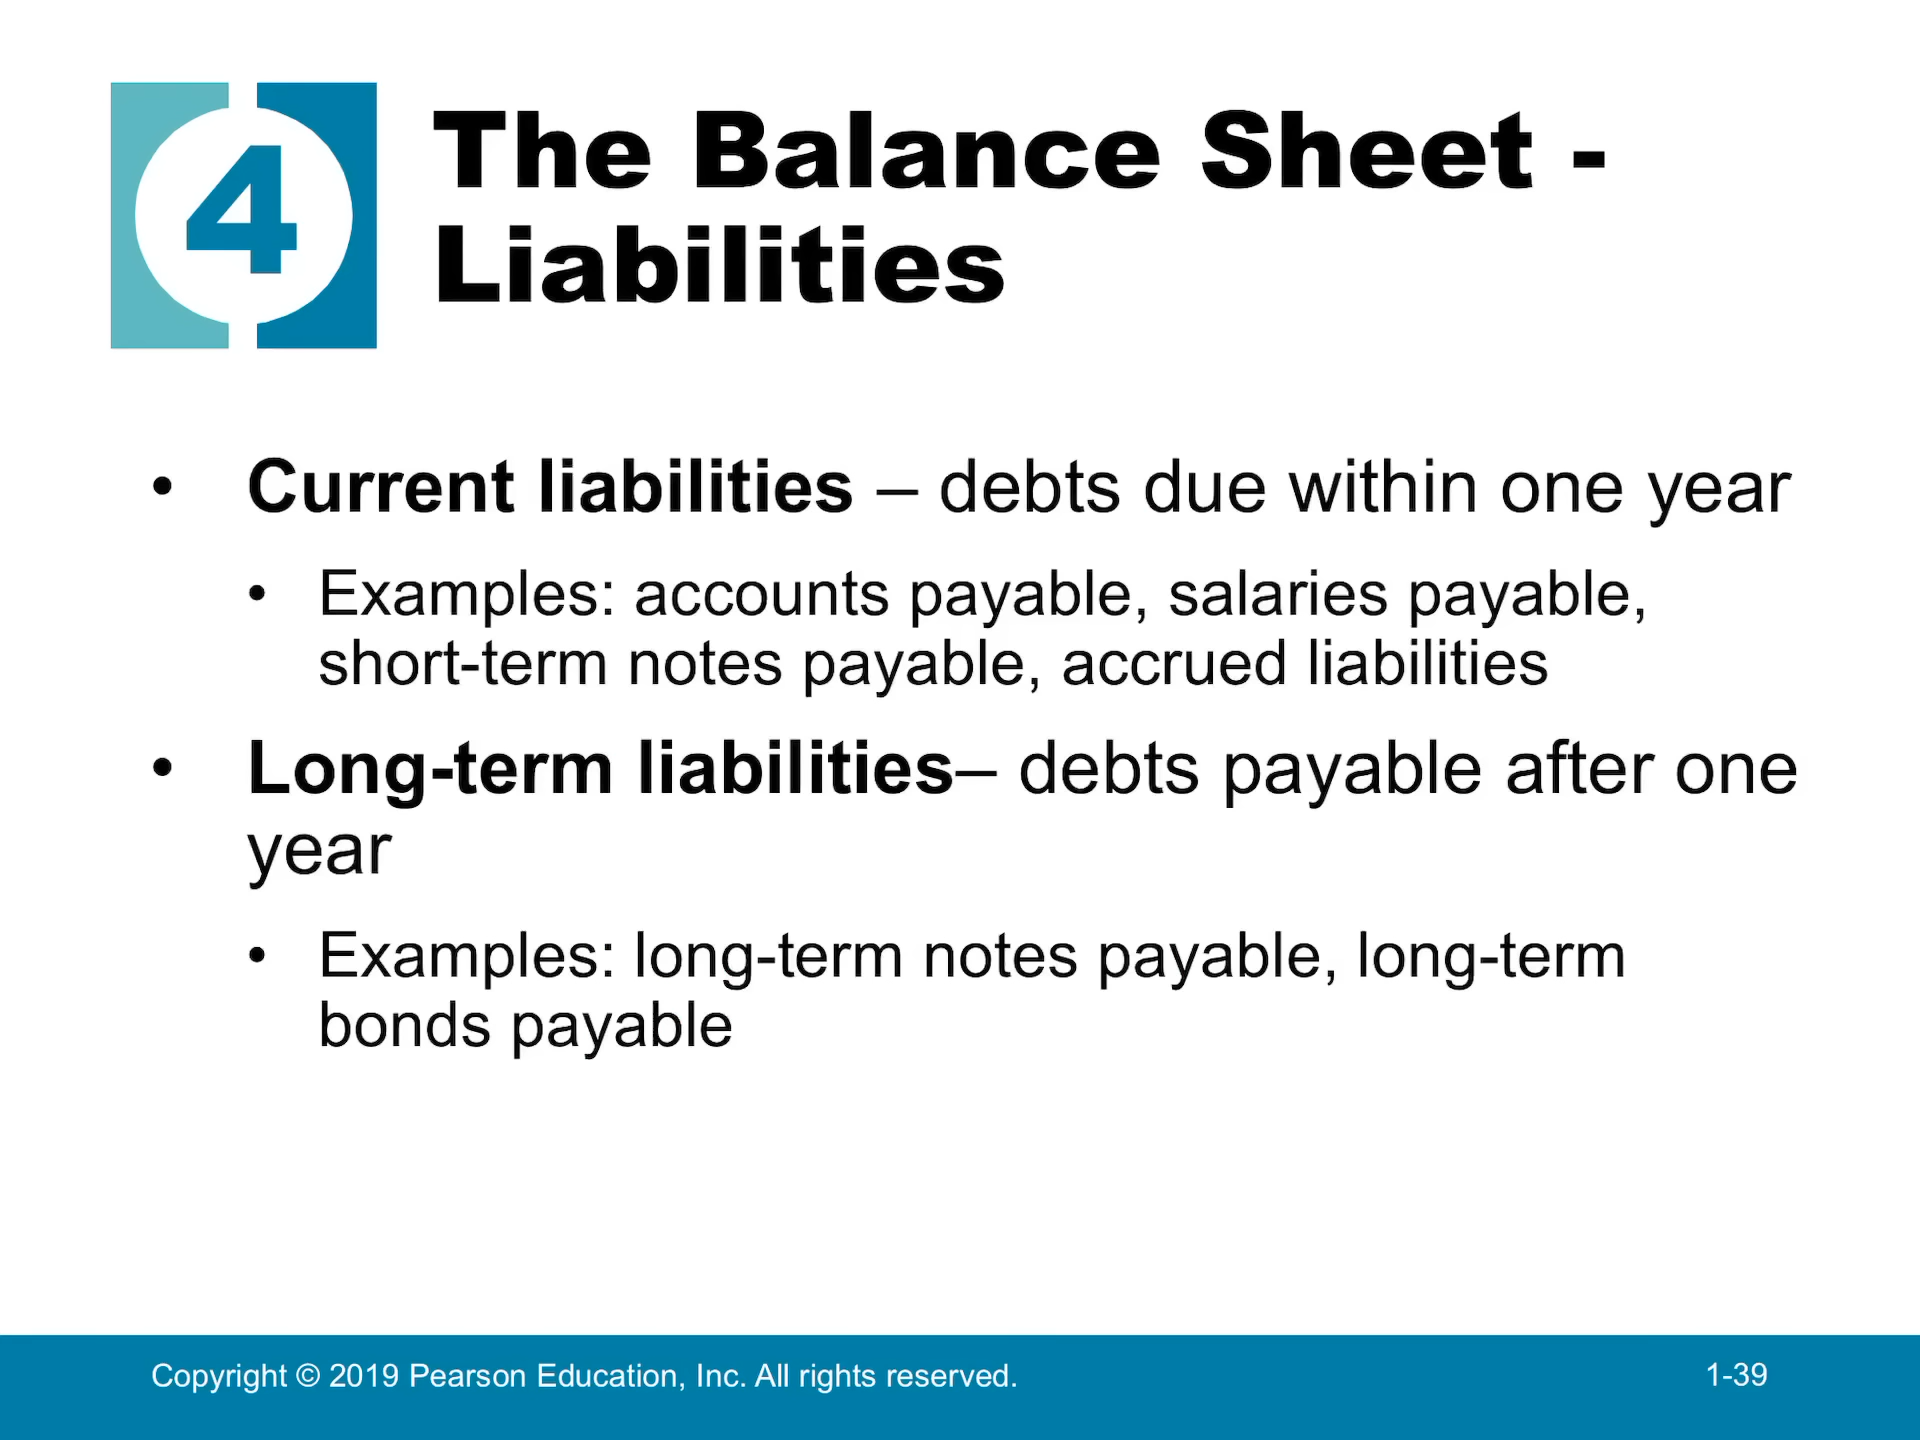 4
The Balance Sheet -
Liabilities
• Current liabilities – debts due within one year
• Examples: accounts payable, salaries payable,
short-term notes payable, accrued liabilities
• Long-term liabilities– debts payable after one
year
• Examples: long-term notes payable, long-term
bonds payable
Copyright © 2019 Pearson Education, Inc. All rights reserved.
1-39